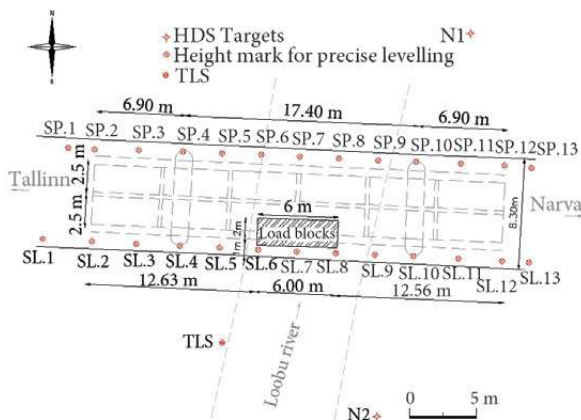 HDS Targets
N1
Height mark for precise levelling
TLS
6.90 m
17.40 m
6.90 m
SP.1 SP.2 SP.3 SP.4 SP.5 SP.6 SP.7 SP.8 SP.9 SP.10 SP.11 SP.12 SP.13
2.5 m
2.5 m
Tallinn
Narva
6 m
2m
Load blocks
1m
8.30m
SL.1 SL.2 SL.3 SL.4 SL.5 SL.6 SL.7 SL.8 SL.9 SL.10 SL.11 SL.12 SL.13
12.63 m
6.00 m
12.56 m
TLS
Loobu river
0 5 m
N2